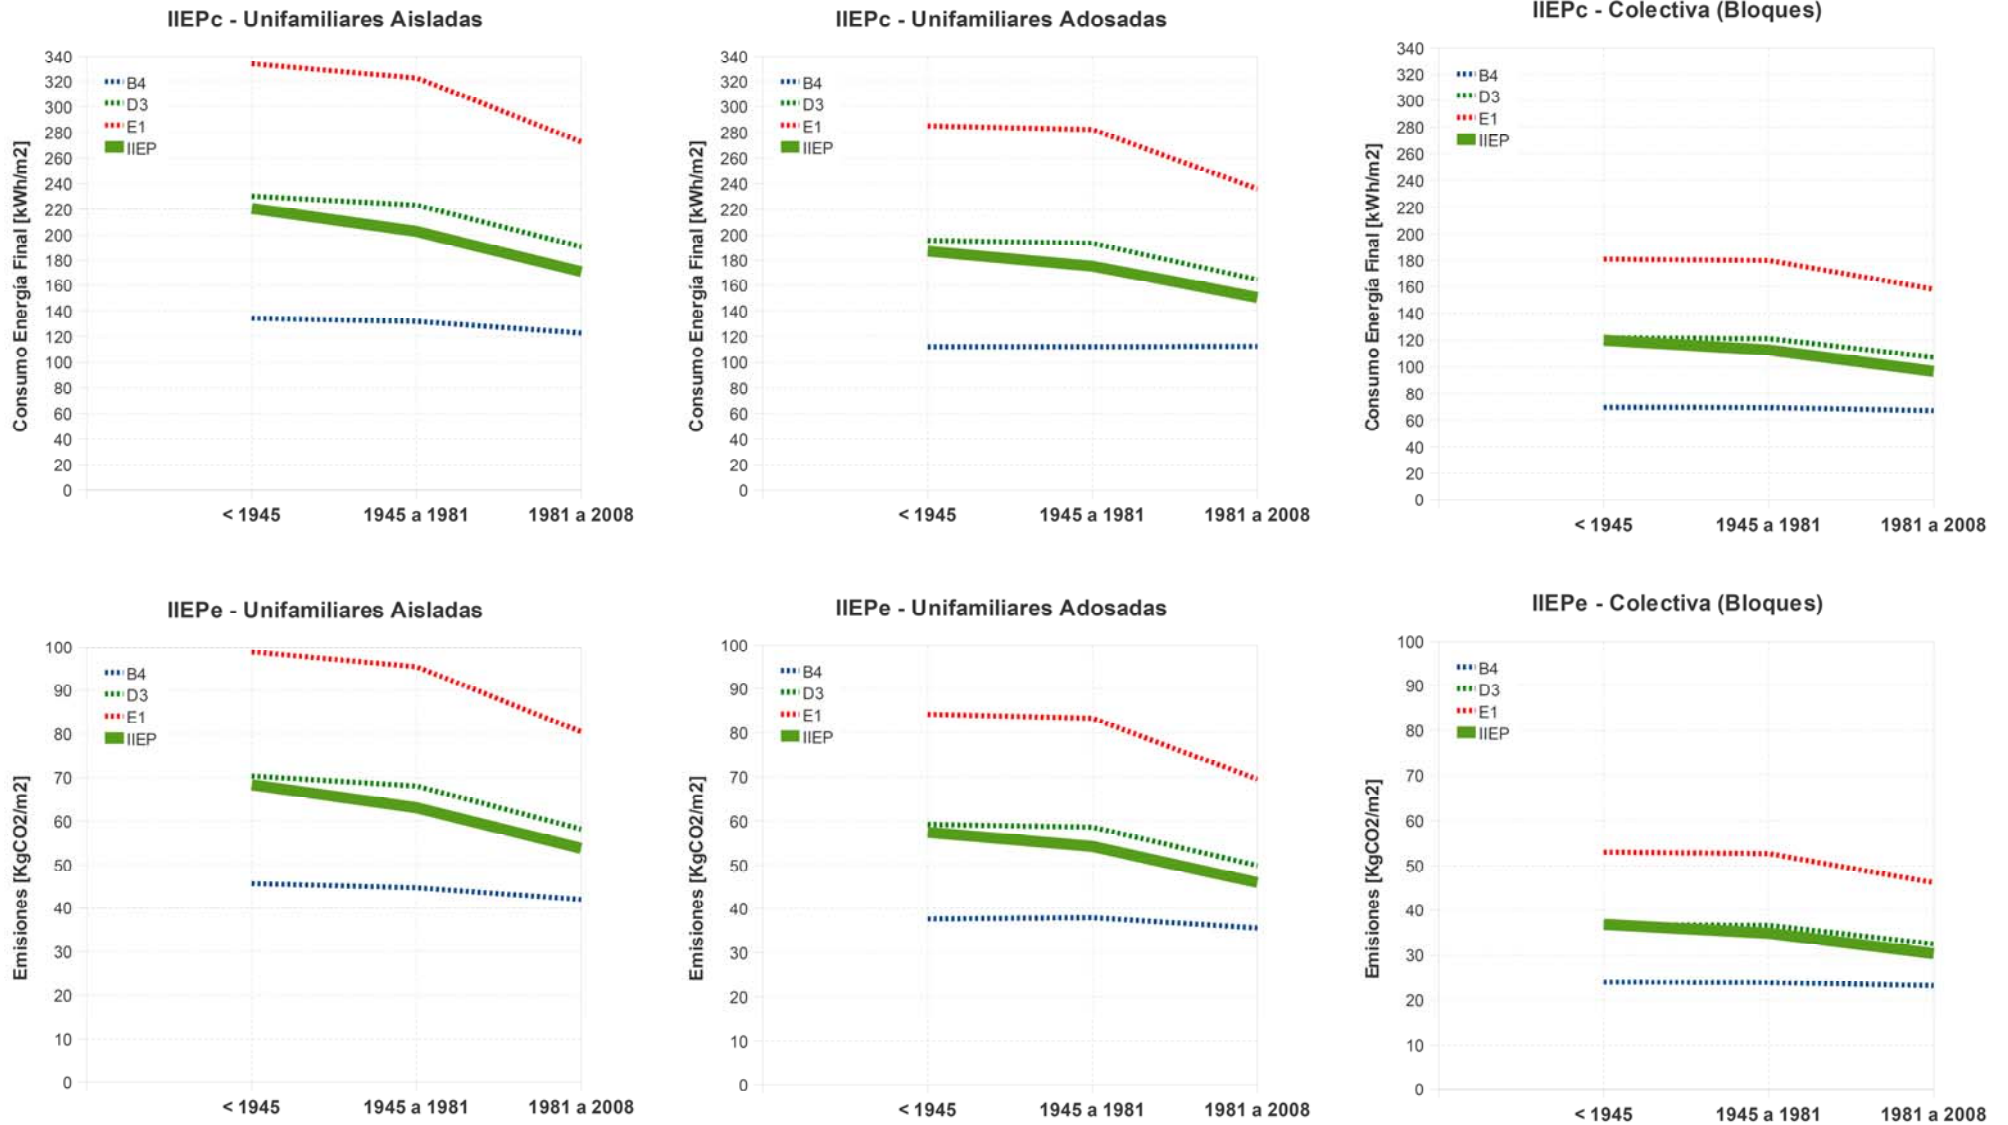 IIEPc - Unifamiliares Aisladas
Consumo Energía Final [kWh/m2]
340
320
300
280
260
240
220
200
180
160
140
120
100
80
60
40
20
0
B4
D3
E1
IIEP
< 1945
1945 a 1981
1981 a 2008
IIEPc - Unifamiliares Adosadas
Consumo Energía Final [kWh/m2]
340
320
300
280
260
240
220
200
180
160
140
120
100
80
60
40
20
0
B4
D3
E1
IIEP
< 1945
1945 a 1981
1981 a 2008
IIEPc - Colectiva (Bloques)
Consumo Energía Final [kWh/m2]
340
320
300
280
260
240
220
200
180
160
140
120
100
80
60
40
20
0
B4
D3
E1
IIEP
< 1945
1945 a 1981
1981 a 2008
IIEPe - Unifamiliares Aisladas
Emisiones [KgCO2/m2]
100
90
80
70
60
50
40
30
20
10
0
B4
D3
E1
IIEP
< 1945
1945 a 1981
1981 a 2008
IIEPe - Unifamiliares Adosadas
Emisiones [KgCO2/m2]
100
90
80
70
60
50
40
30
20
10
0
B4
D3
E1
IIEP
< 1945
1945 a 1981
1981 a 2008
IIEPe - Colectiva (Bloques)
Emisiones [KgCO2/m2]
100
90
80
70
60
50
40
30
20
10
0
B4
D3
E1
IIEP
< 1945
1945 a 1981
1981 a 2008